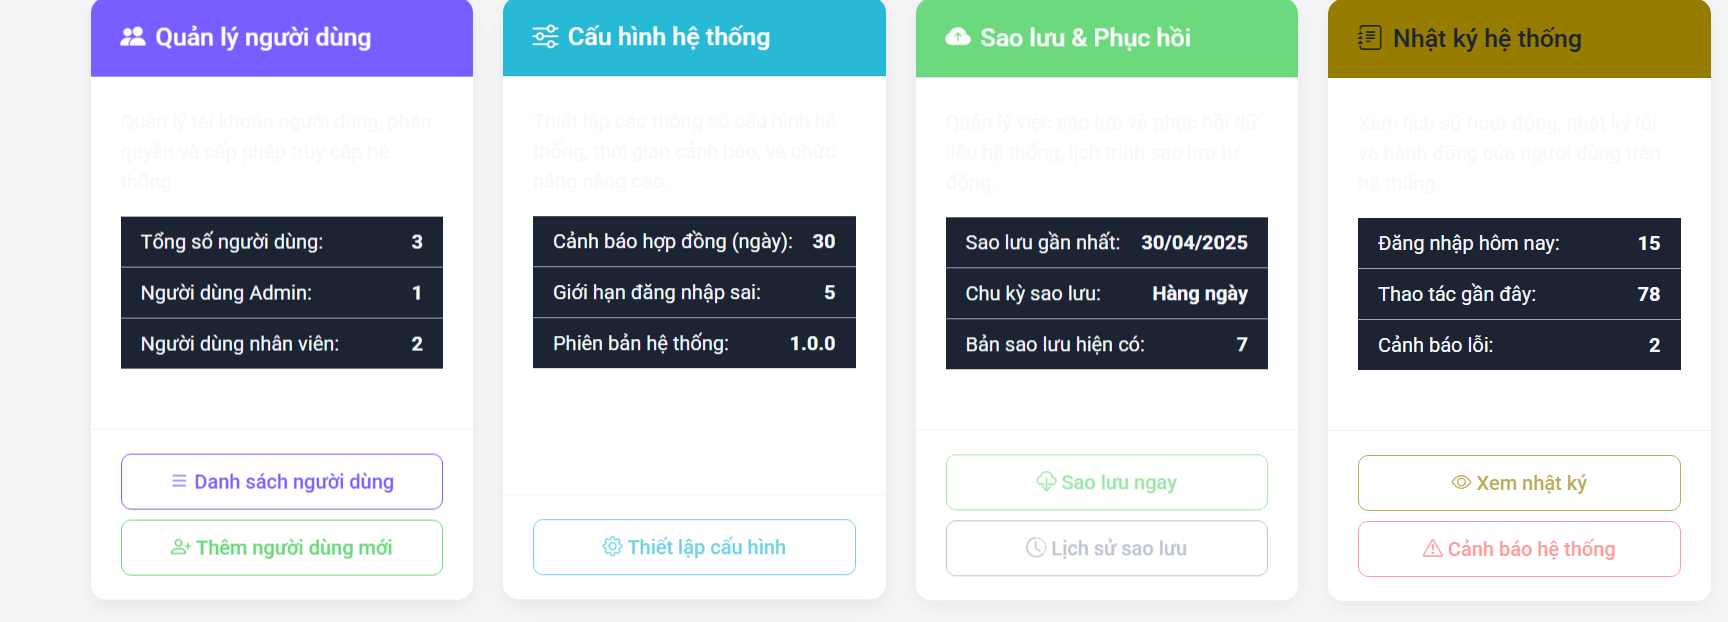 Quản lý người dùng
Quản lý tài khoản người dùng, phân
quyền và cấp phép truy cập hệ
thống.
Tổng số người dùng: 3
Người dùng Admin: 1
Người dùng nhân viên: 2
Danh sách người dùng
Thêm người dùng mới
Cấu hình hệ thống
Thiết lập các thông số cấu hình hệ
thống, thời gian cảnh báo, và chức
năng nâng cao.
Cảnh báo hợp đồng (ngày): 30
Giới hạn đăng nhập sai: 5
Phiên bản hệ thống: 1.0.0
Thiết lập cấu hình
Sao lưu & Phục hồi
Quản lý việc sao lưu và phục hồi dữ
liệu hệ thống, lịch trình sao lưu tự
động.
Sao lưu gần nhất: 30/04/2025
Chu kỳ sao lưu: Hàng ngày
Bản sao lưu hiện có: 7
Sao lưu ngay
Lịch sử sao lưu
Nhật ký hệ thống
Xem lịch sử hoạt động, nhật ký lỗi
và hành động của người dùng trên
hệ thống.
Đăng nhập hôm nay: 15
Thao tác gần đây: 78
Cảnh báo lỗi: 2
Xem nhật ký
Cảnh báo hệ thống